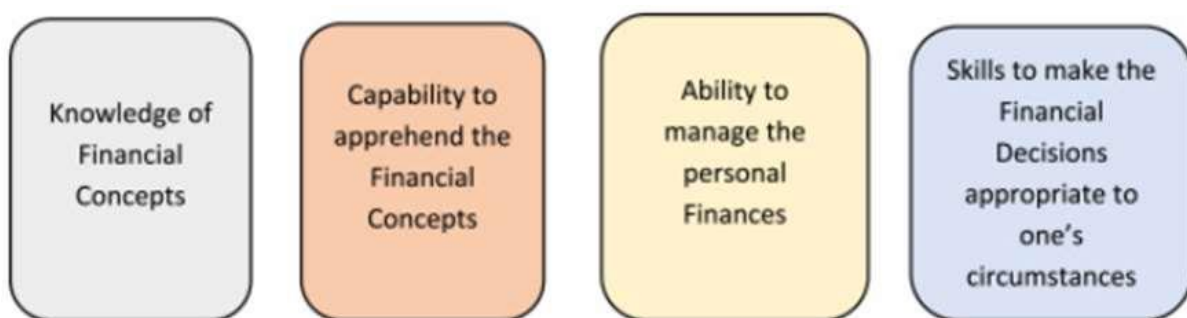 Knowledge of
Financial
Concepts
Capability to
apprehend the
Financial
Concepts
Ability to
manage the
personal
Finances
Skills to make the
Financial
Decisions
appropriate to
one's
circumstances